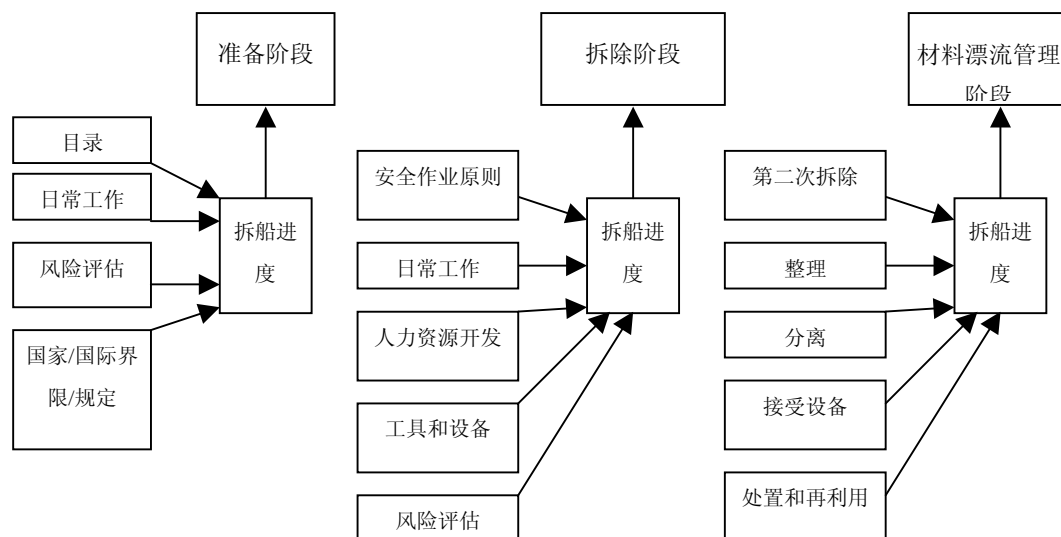 准备阶段
目录
日常工作
风险评估
国家/国际界
限/规定
拆船进
度
拆除阶段
安全作业原则
日常工作
人力资源开发
工具和设备
风险评估
拆船进
度
材料漂流管理
阶段
第二次拆除
整理
分离
接受设备
处置和再利用
拆船进
度